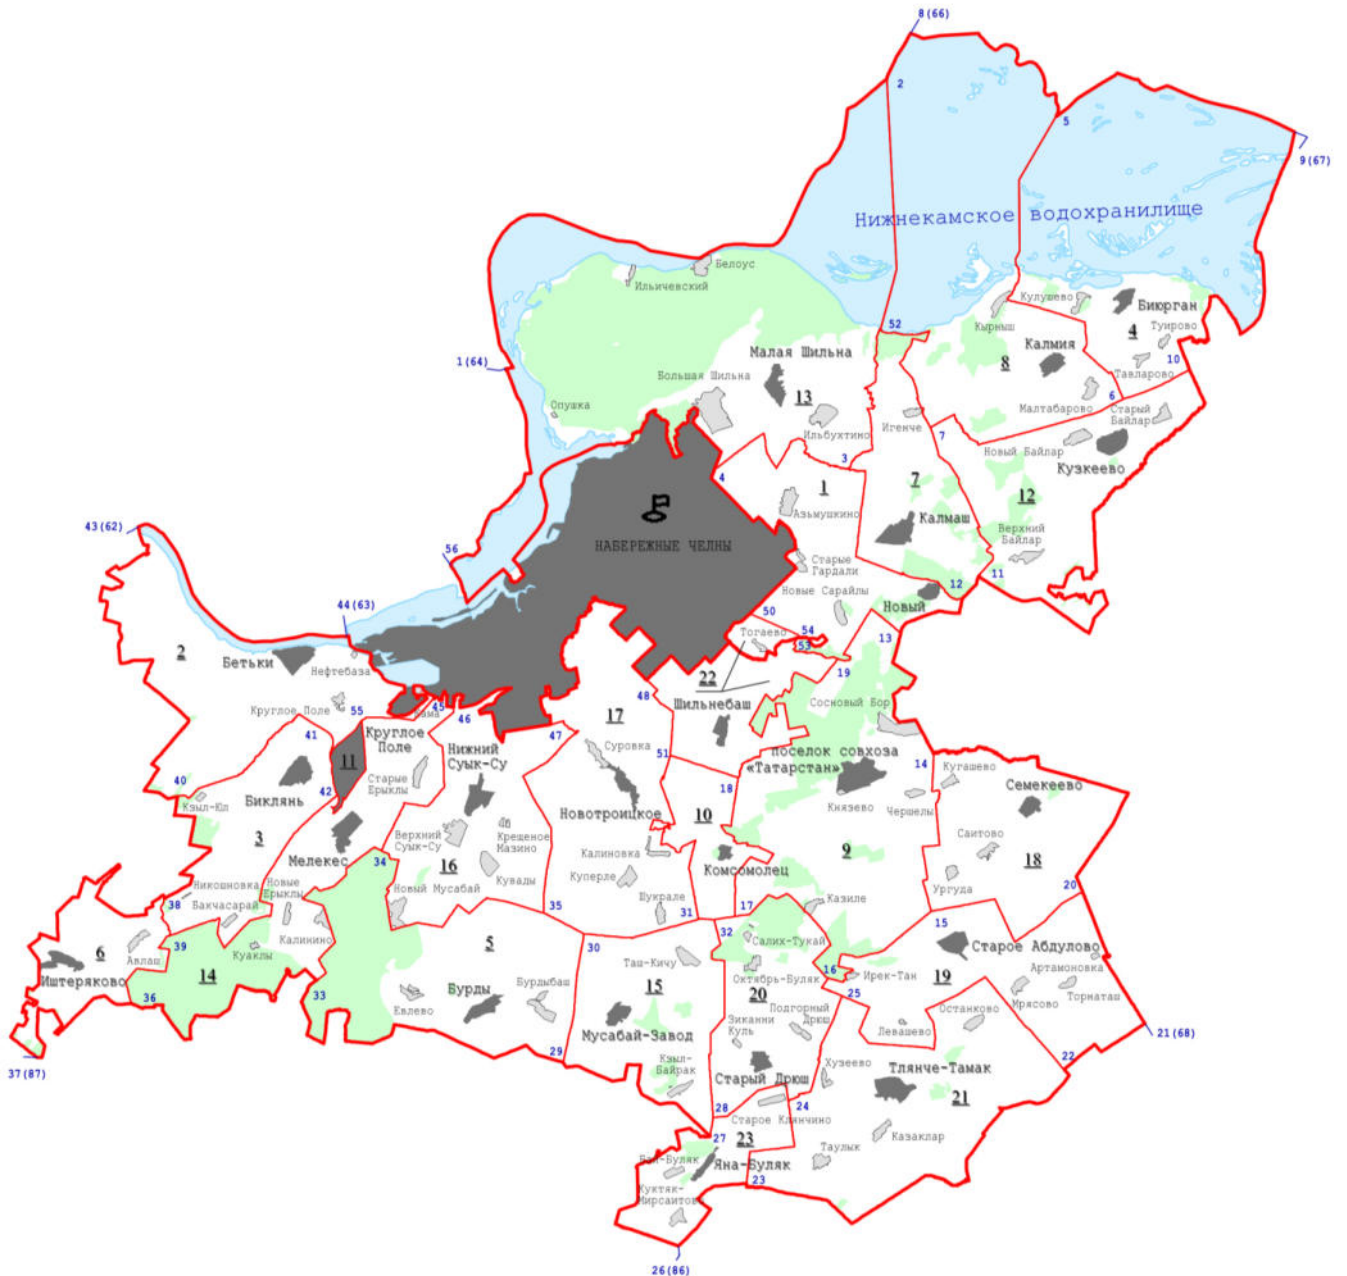 8(66)
2
5
9(67)
Нижнекамское водохранилище
Белоус
Ильичевский
Кулушево
Биюрган
52
Кырныш
4
Туирово
Калмия
1(64)
Малая Шильна
8
10
Тавларово
Большая Шильна
13
6
Опушка
Малтабарово
Старый
Байлар
Ильбухтино
Игенче
7
Новый Байлар
3
Кузкеево
4
1
7
12
Азьмушкино
Калмаш
43(62)
Верхний
Байлар
НАБЕРЕЖНЫЕ ЧЕЛНЫ
56
Старые
Гардали
11
12
Новые Сарайлы
44(63)
Новый
50
54
Тогаево
13
2
53
Бетьки
Нефтебаза
22
19
48
Сосновый Бор
Шильнебаш
Круглое Поле
55
45
46
17
41
Круглое
Поле
47
Нижний
Суык-Су
Суровка
51
поселок совхоза
«Татарстан»
14
Кугашево
40
11
18
Семекеево
Кзыл-Юл
Биклянь
42
Старые
Ерыклы
Князево
Чершелы
Новотроицкое
10
3
Верхний
Суык-Су
Крещеное
Мазино
Саитово
Мелекес
34
16
Калиновка
9
18
Куперле
Комсомолец
Никошновка
Новые
Ерыклы
Новый Мусабай
Кувады
Ургуда
20
38
Бакчасарай
Шукрале
Казиле
35
31
17
15
6
39
Калинино
5
30
32
Салих-Тукай
Старое Абдулово
Авлаш
Куаклы
Таш-Кичу
16
Иштеряково
14
Ирек-Тан
19
Артамоновка
36
33
Бурды
Бурдыбаш
15
Октябрь-Буляк
20
25
Мрясово
Торнаташ
Евлево
Подгорный
Дрюш
Останково
Зиканни
Куль
Левашево
21(68)
Мусабай-Завод
29
Кзыл-
Байрак
22
37(87)
Хузеево
Тлянче-Тамак
Старый Дрюш
21
28
24
Старое Клянчино
27
23
Казаклар
Таулык
Яна-Буляк
Куктяк-
Мирсаитово
23
26(86)